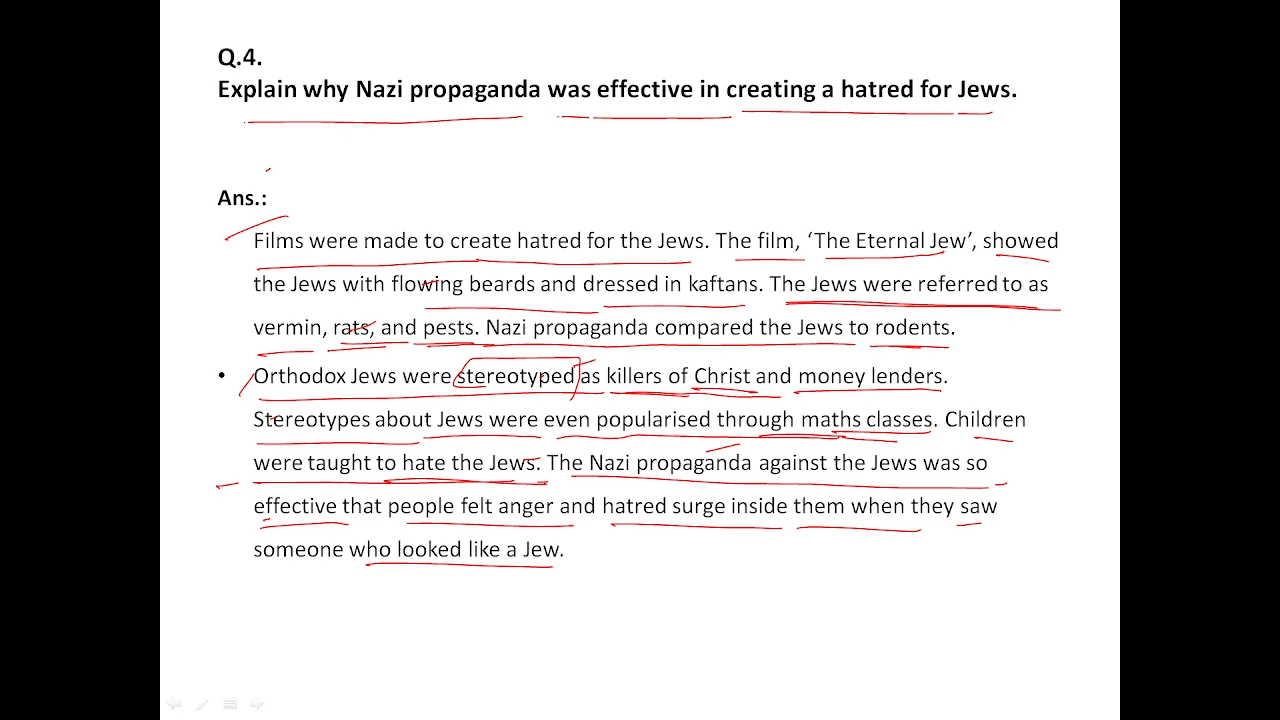 Q.4.
Explain why Nazi propaganda was effective in creating a hatred for Jews.
Ans.:
Films were made to create hatred for the Jews. The film, ‘The Eternal Jew’, showed
the Jews with flowing beards and dressed in kaftans. The Jews were referred to as
vermin, rats, and pests. Nazi propaganda compared the Jews to rodents.
• Orthodox Jews were stereotyped as killers of Christ and money lenders.
Stereotypes about Jews were even popularised through maths classes. Children
were taught to hate the Jews. The Nazi propaganda against the Jews was so
effective that people felt anger and hatred surge inside them when they saw
someone who looked like a Jew.